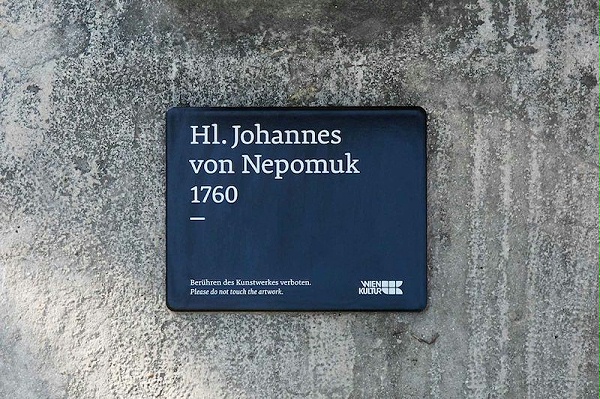 Hl. Johannes
von Nepomuk
1760
Berühren des Kunstwerkes verboten.
Please do not touch the artwork.
WIEN
KULTUR